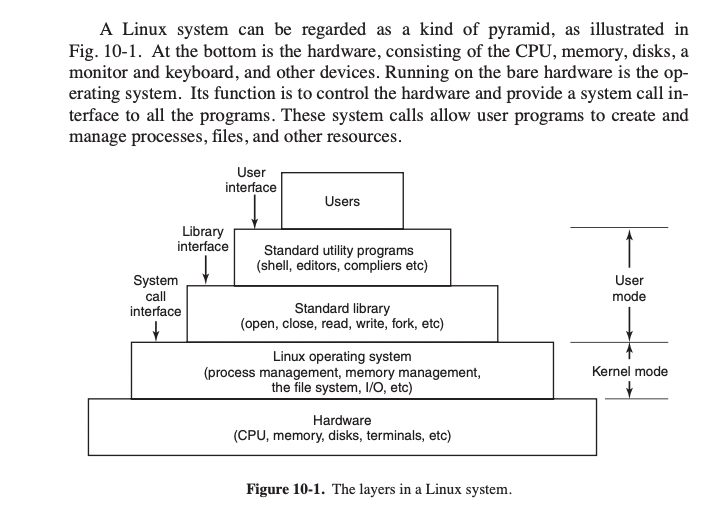 A Linux system can be regarded as a kind of pyramid, as illustrated in
Fig. 10-1. At the bottom is the hardware, consisting of the CPU, memory, disks, a
monitor and keyboard, and other devices. Running on the bare hardware is the op-
erating system. Its function is to control the hardware and provide a system call in-
terface to all the programs. These system calls allow user programs to create and
manage processes, files, and other resources.
User
interface
Users
Library
interface
Standard utility programs
(shell, editors, compliers etc)
System
call
interface
Standard library
(open, close, read, write, fork, etc)
User
mode
Linux operating system
(process management, memory management,
the file system, I/O, etc)
Kernel mode
Hardware
(CPU, memory, disks, terminals, etc)
Figure 10-1. The layers in a Linux system.